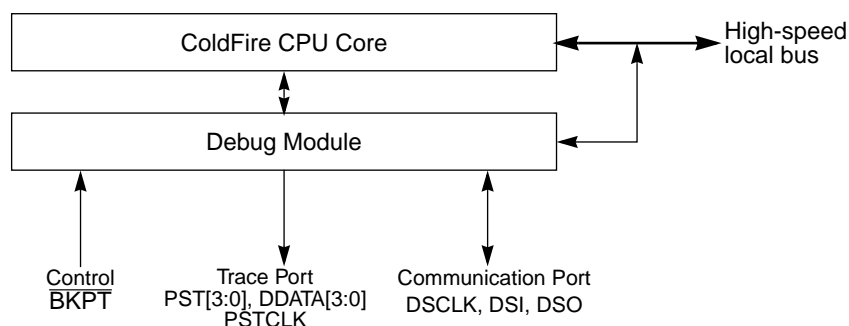 ColdFire CPU Core
High-speed
local bus
Debug Module
Control
BKPT
Trace Port
PST[3:0], DDATA[3:0]
PSTCLK
Communication Port
DSCLK, DSI, DSO